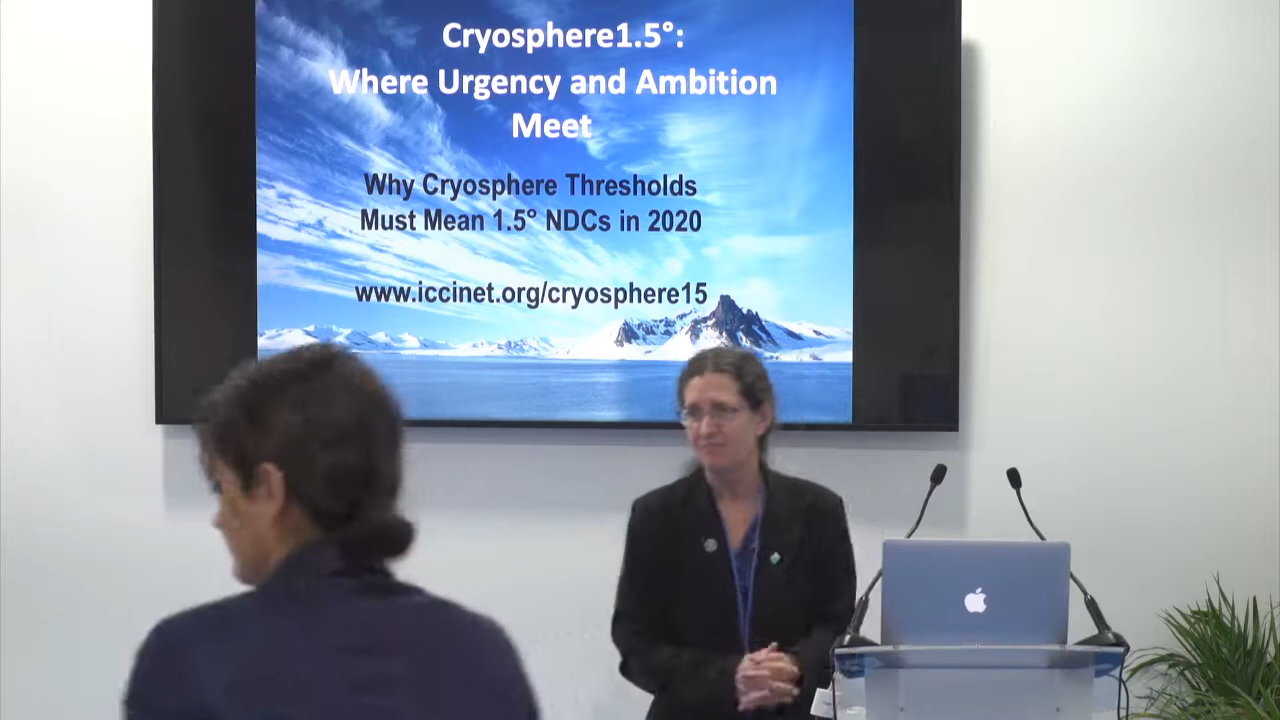 Cryosphere1.5°:
Where Urgency and Ambition
Meet
Why Cryosphere Thresholds
Must Mean 1.5° NDCs in 2020
www.iccinet.org/cryosphere15